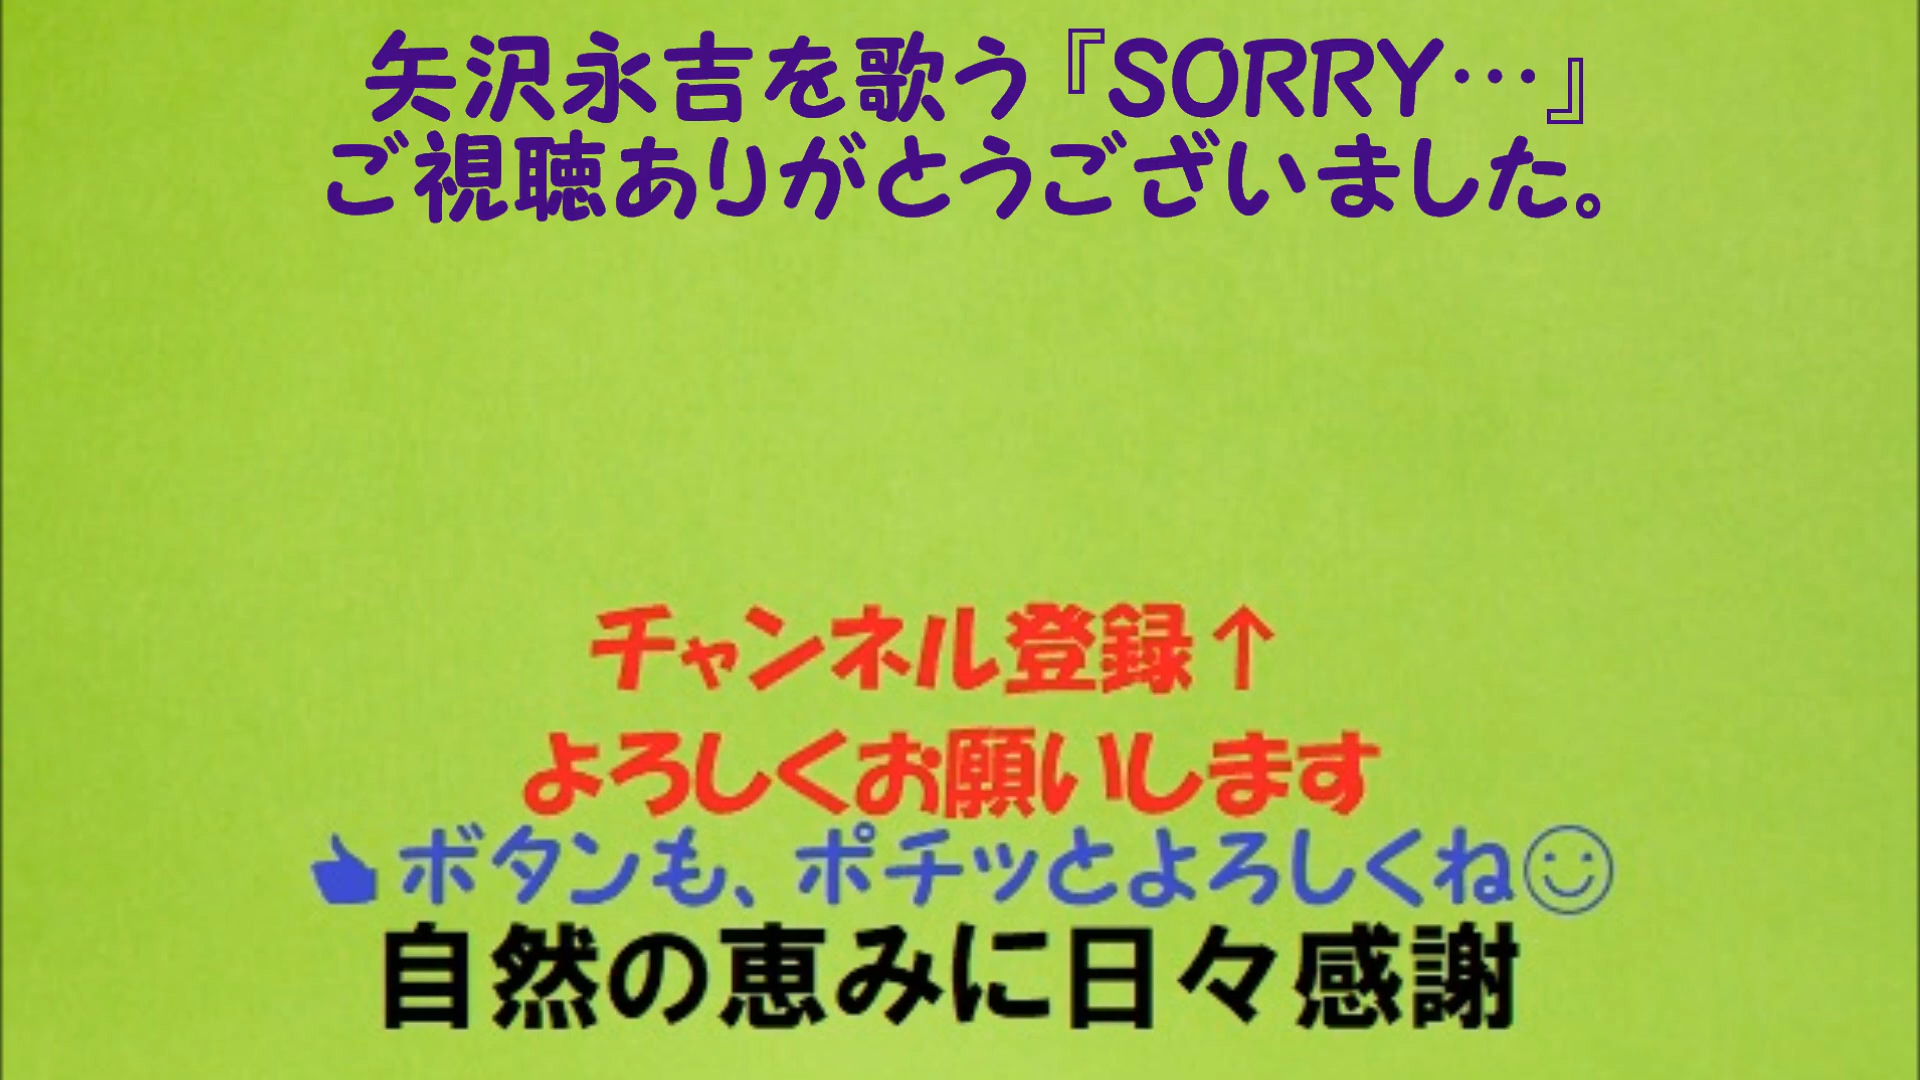 矢沢永吉を歌う『SORRY…』
ご視聴ありがとうございました。
チャンネル登録↑
よろしくお願いします
👍ボタンも、ポチッとよろしくね☺
自然の恵みに日々感謝